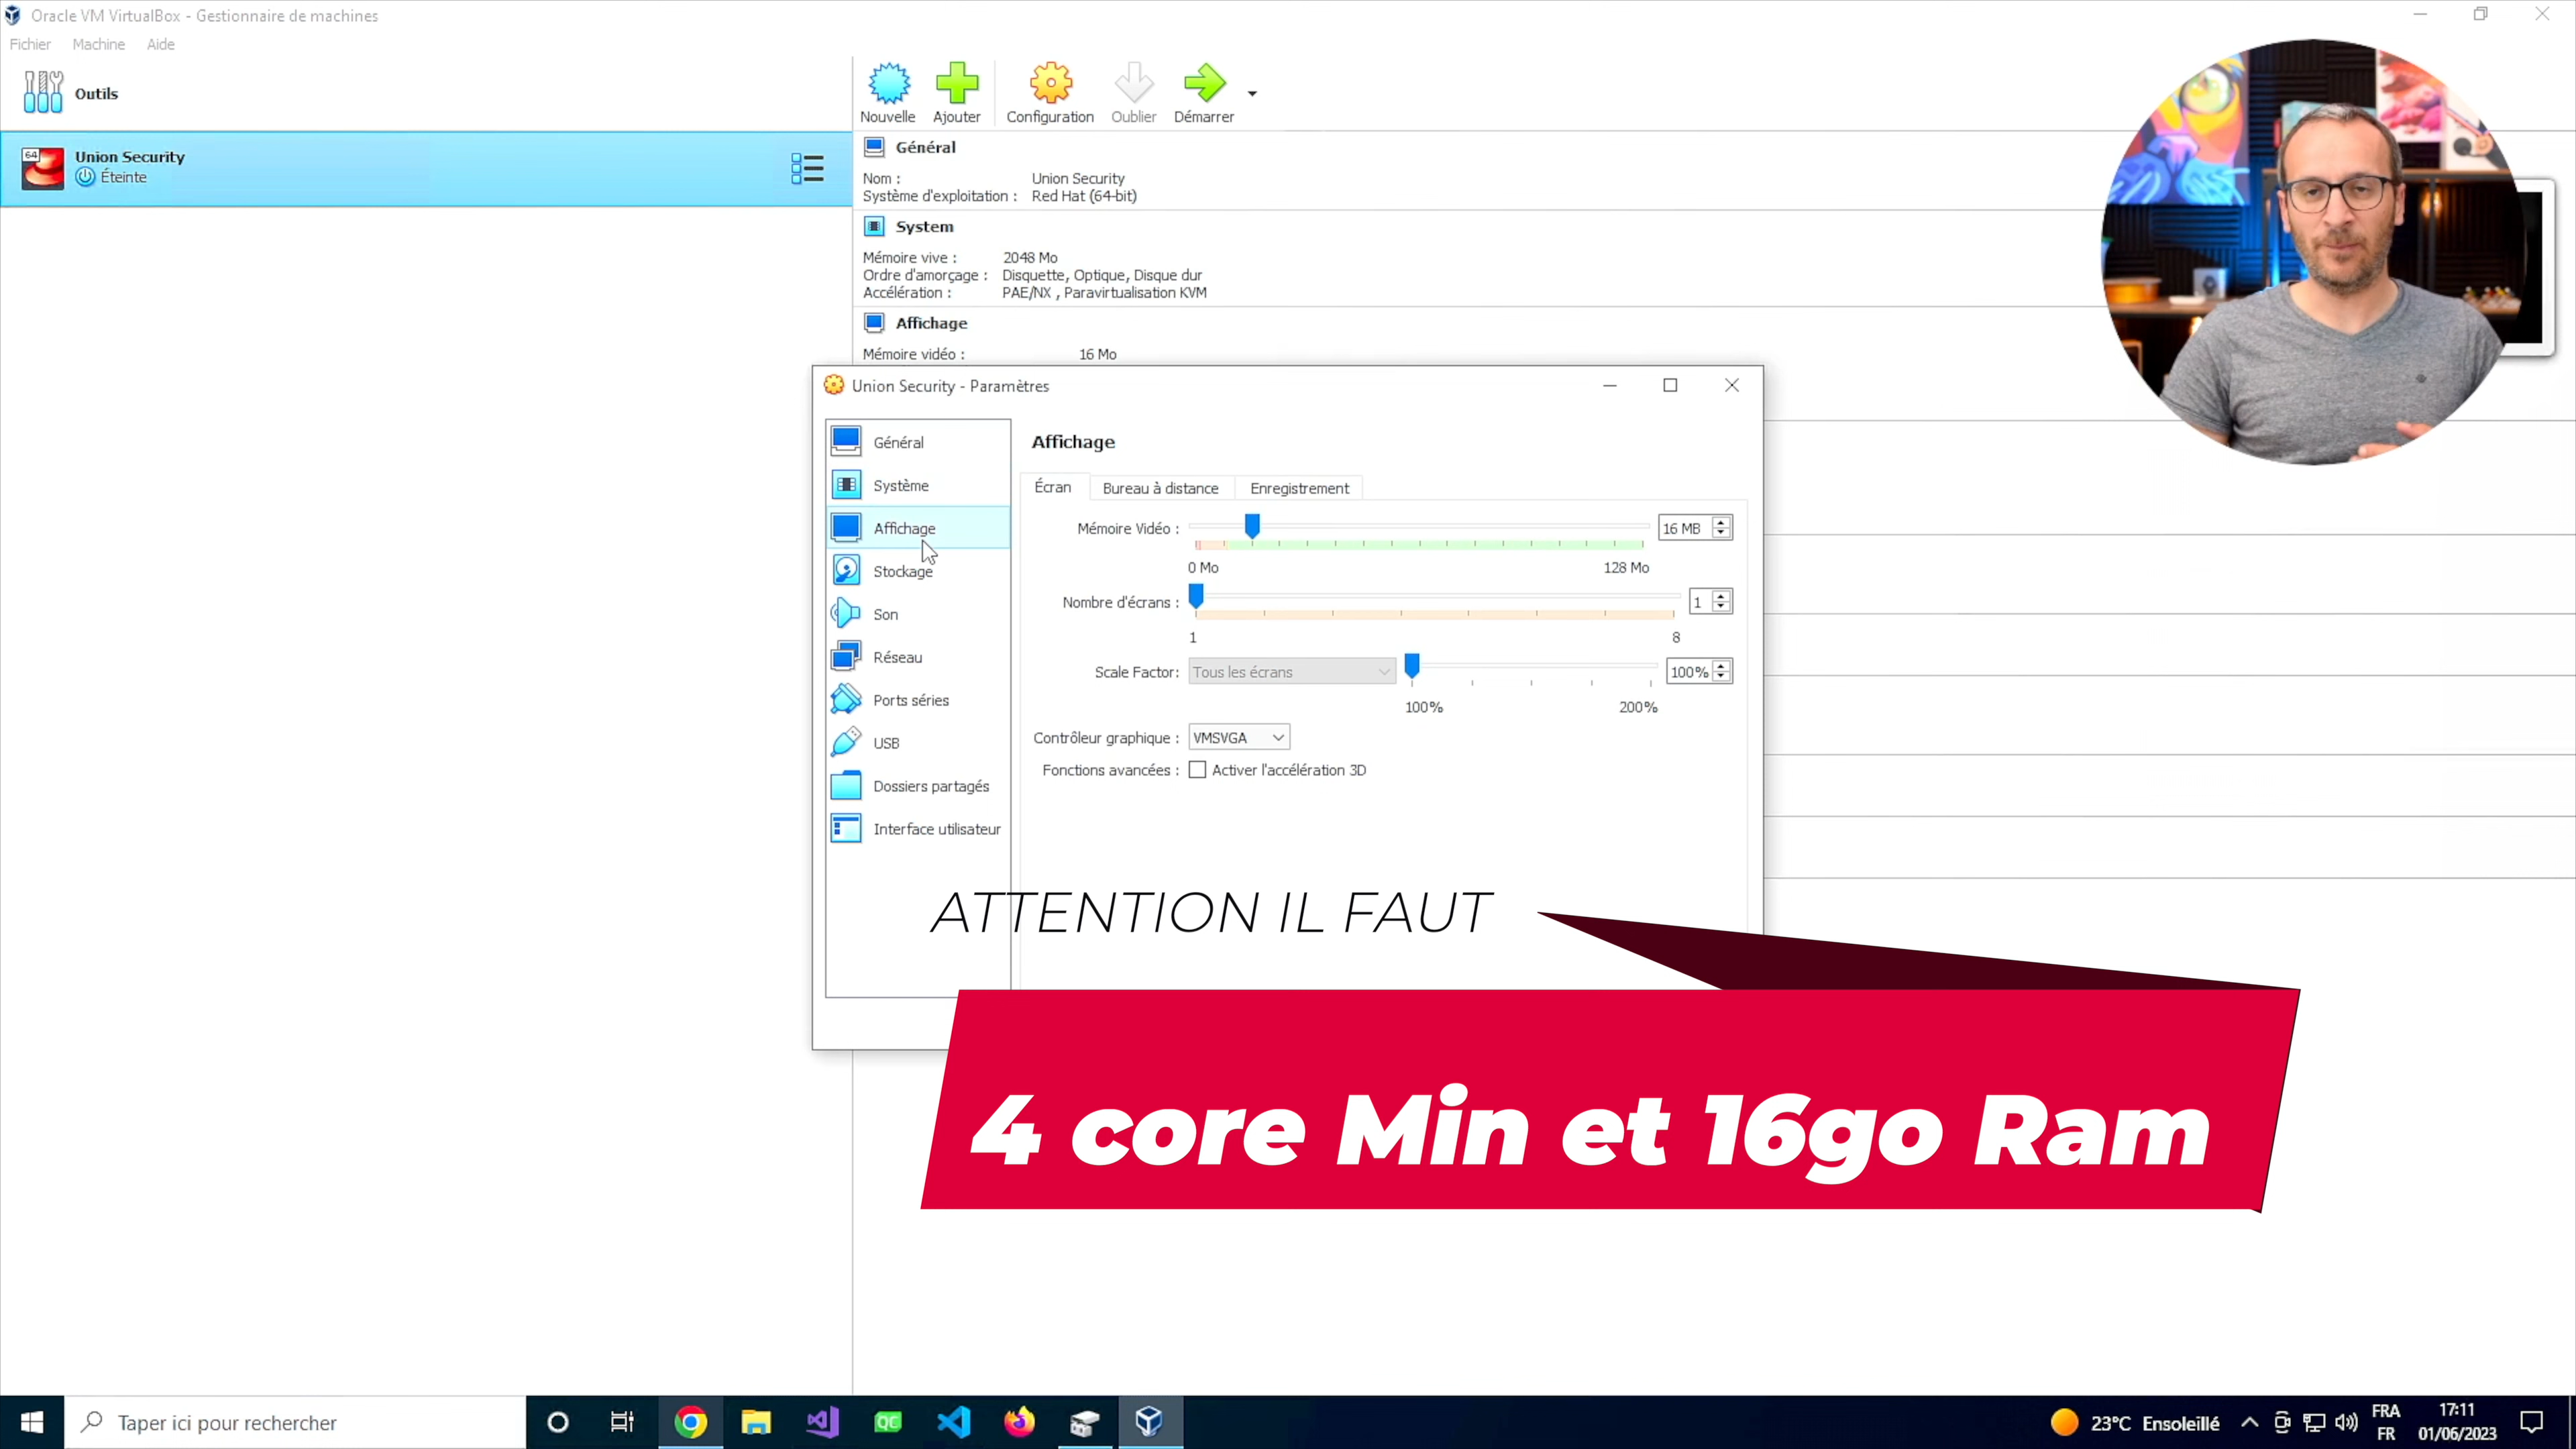 Oracle VM VirtualBox - Gestionnaire de machines
Fichier Machine Aide
Outils
Nouvelle Ajouter Configuration Oublier Démarrer
64
Union Security
Éteinte
Général
Nom : Union Security
Système d'exploitation : Red Hat (64-bit)
System
Mémoire vive : 2048 Mo
Ordre d'amorçage : Disquette, Optique, Disque dur
Accélération : PAE/NX , Paravirtualisation KVM
Affichage
Mémoire vidéo : 16 Mo
Union Security - Paramètres
Général
Système
Affichage
Stockage
Son
Réseau
Ports séries
USB
Dossiers partagés
Interface utilisateur
Affichage
Écran Bureau à distance Enregistrement
Mémoire Vidéo : 16 MB
0 Mo 128 Mo
Nombre d'écrans : 1
1 8
Scale Factor: Tous les écrans 100%
100% 200%
Contrôleur graphique : VMSVGA
Fonctions avancées : Activer l'accélération 3D
ATTENTION IL FAUT
4 core Min et 16go Ram
Taper ici pour rechercher
QC
23°C Ensoleillé
FRA
FR
17:11
01/06/2023